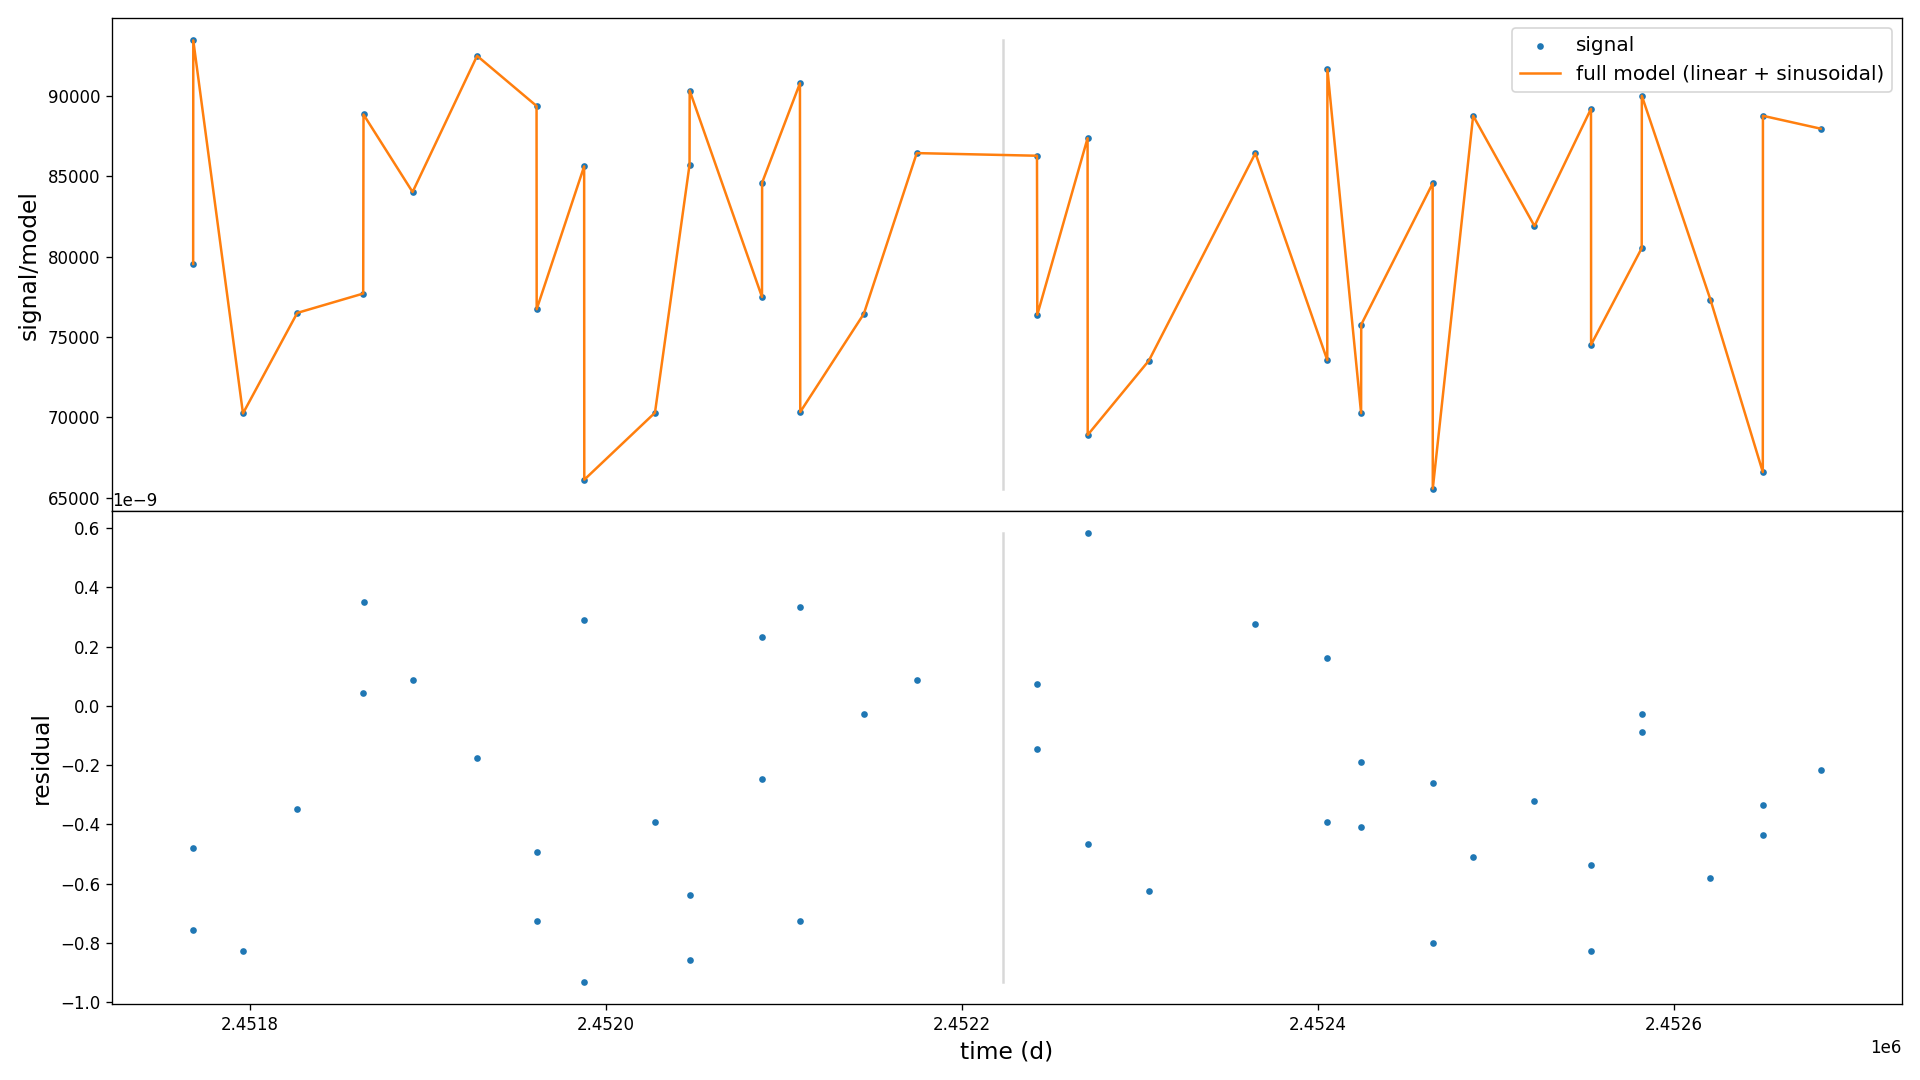 signal
full model (linear + sinusoidal)
signal/model
90000
85000
80000
75000
70000
65000
1e−9
residual
0.6
0.4
0.2
0.0
−0.2
−0.4
−0.6
−0.8
−1.0
2.4518
2.4520
2.4522
2.4524
2.4526
time (d)
1e6